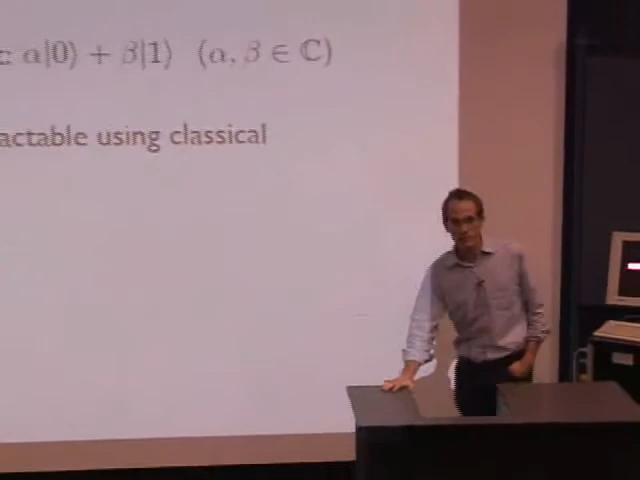 : α|0⟩ + β|1⟩ (α, β ∈ ℂ)
actable using classical